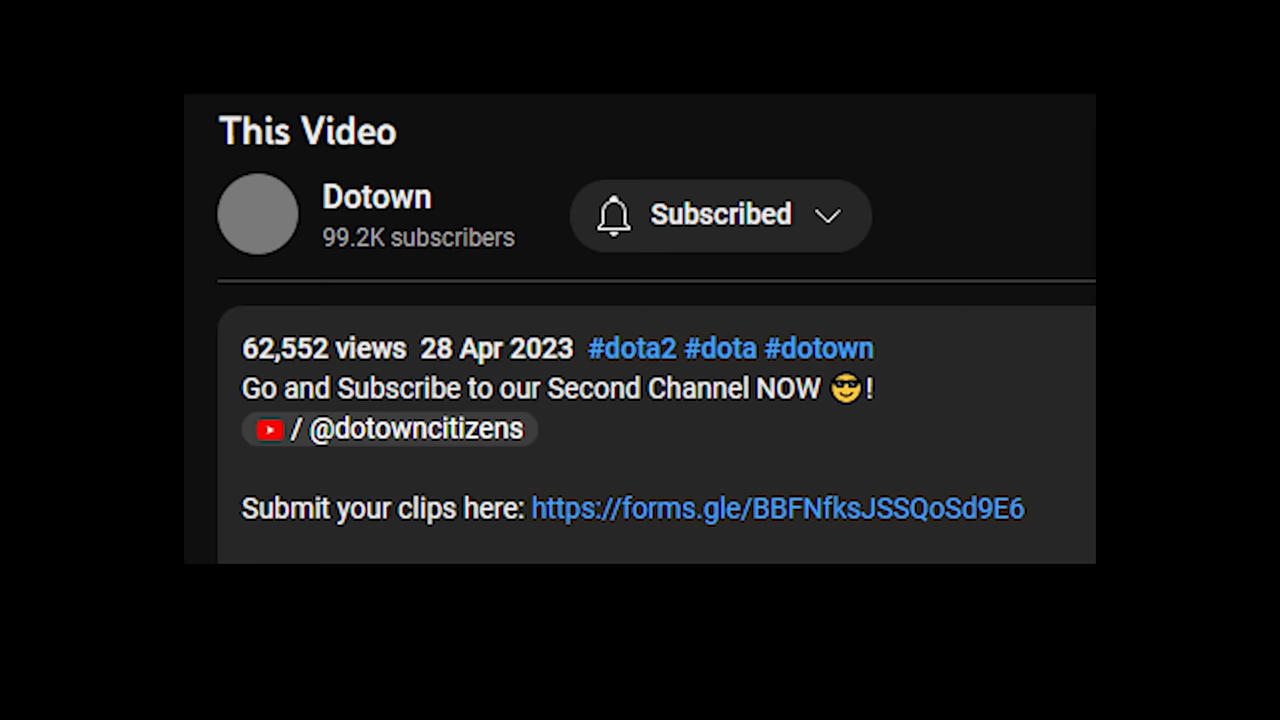 This Video
Dotown
99.2K subscribers
Subscribed
62,552 views 28 Apr 2023 #dota2 #dota #dotown
Go and Subscribe to our Second Channel NOW 😎!
/ @dotowncitizens
Submit your clips here: https://forms.gle/BBFNfksJSSQoSd9E6